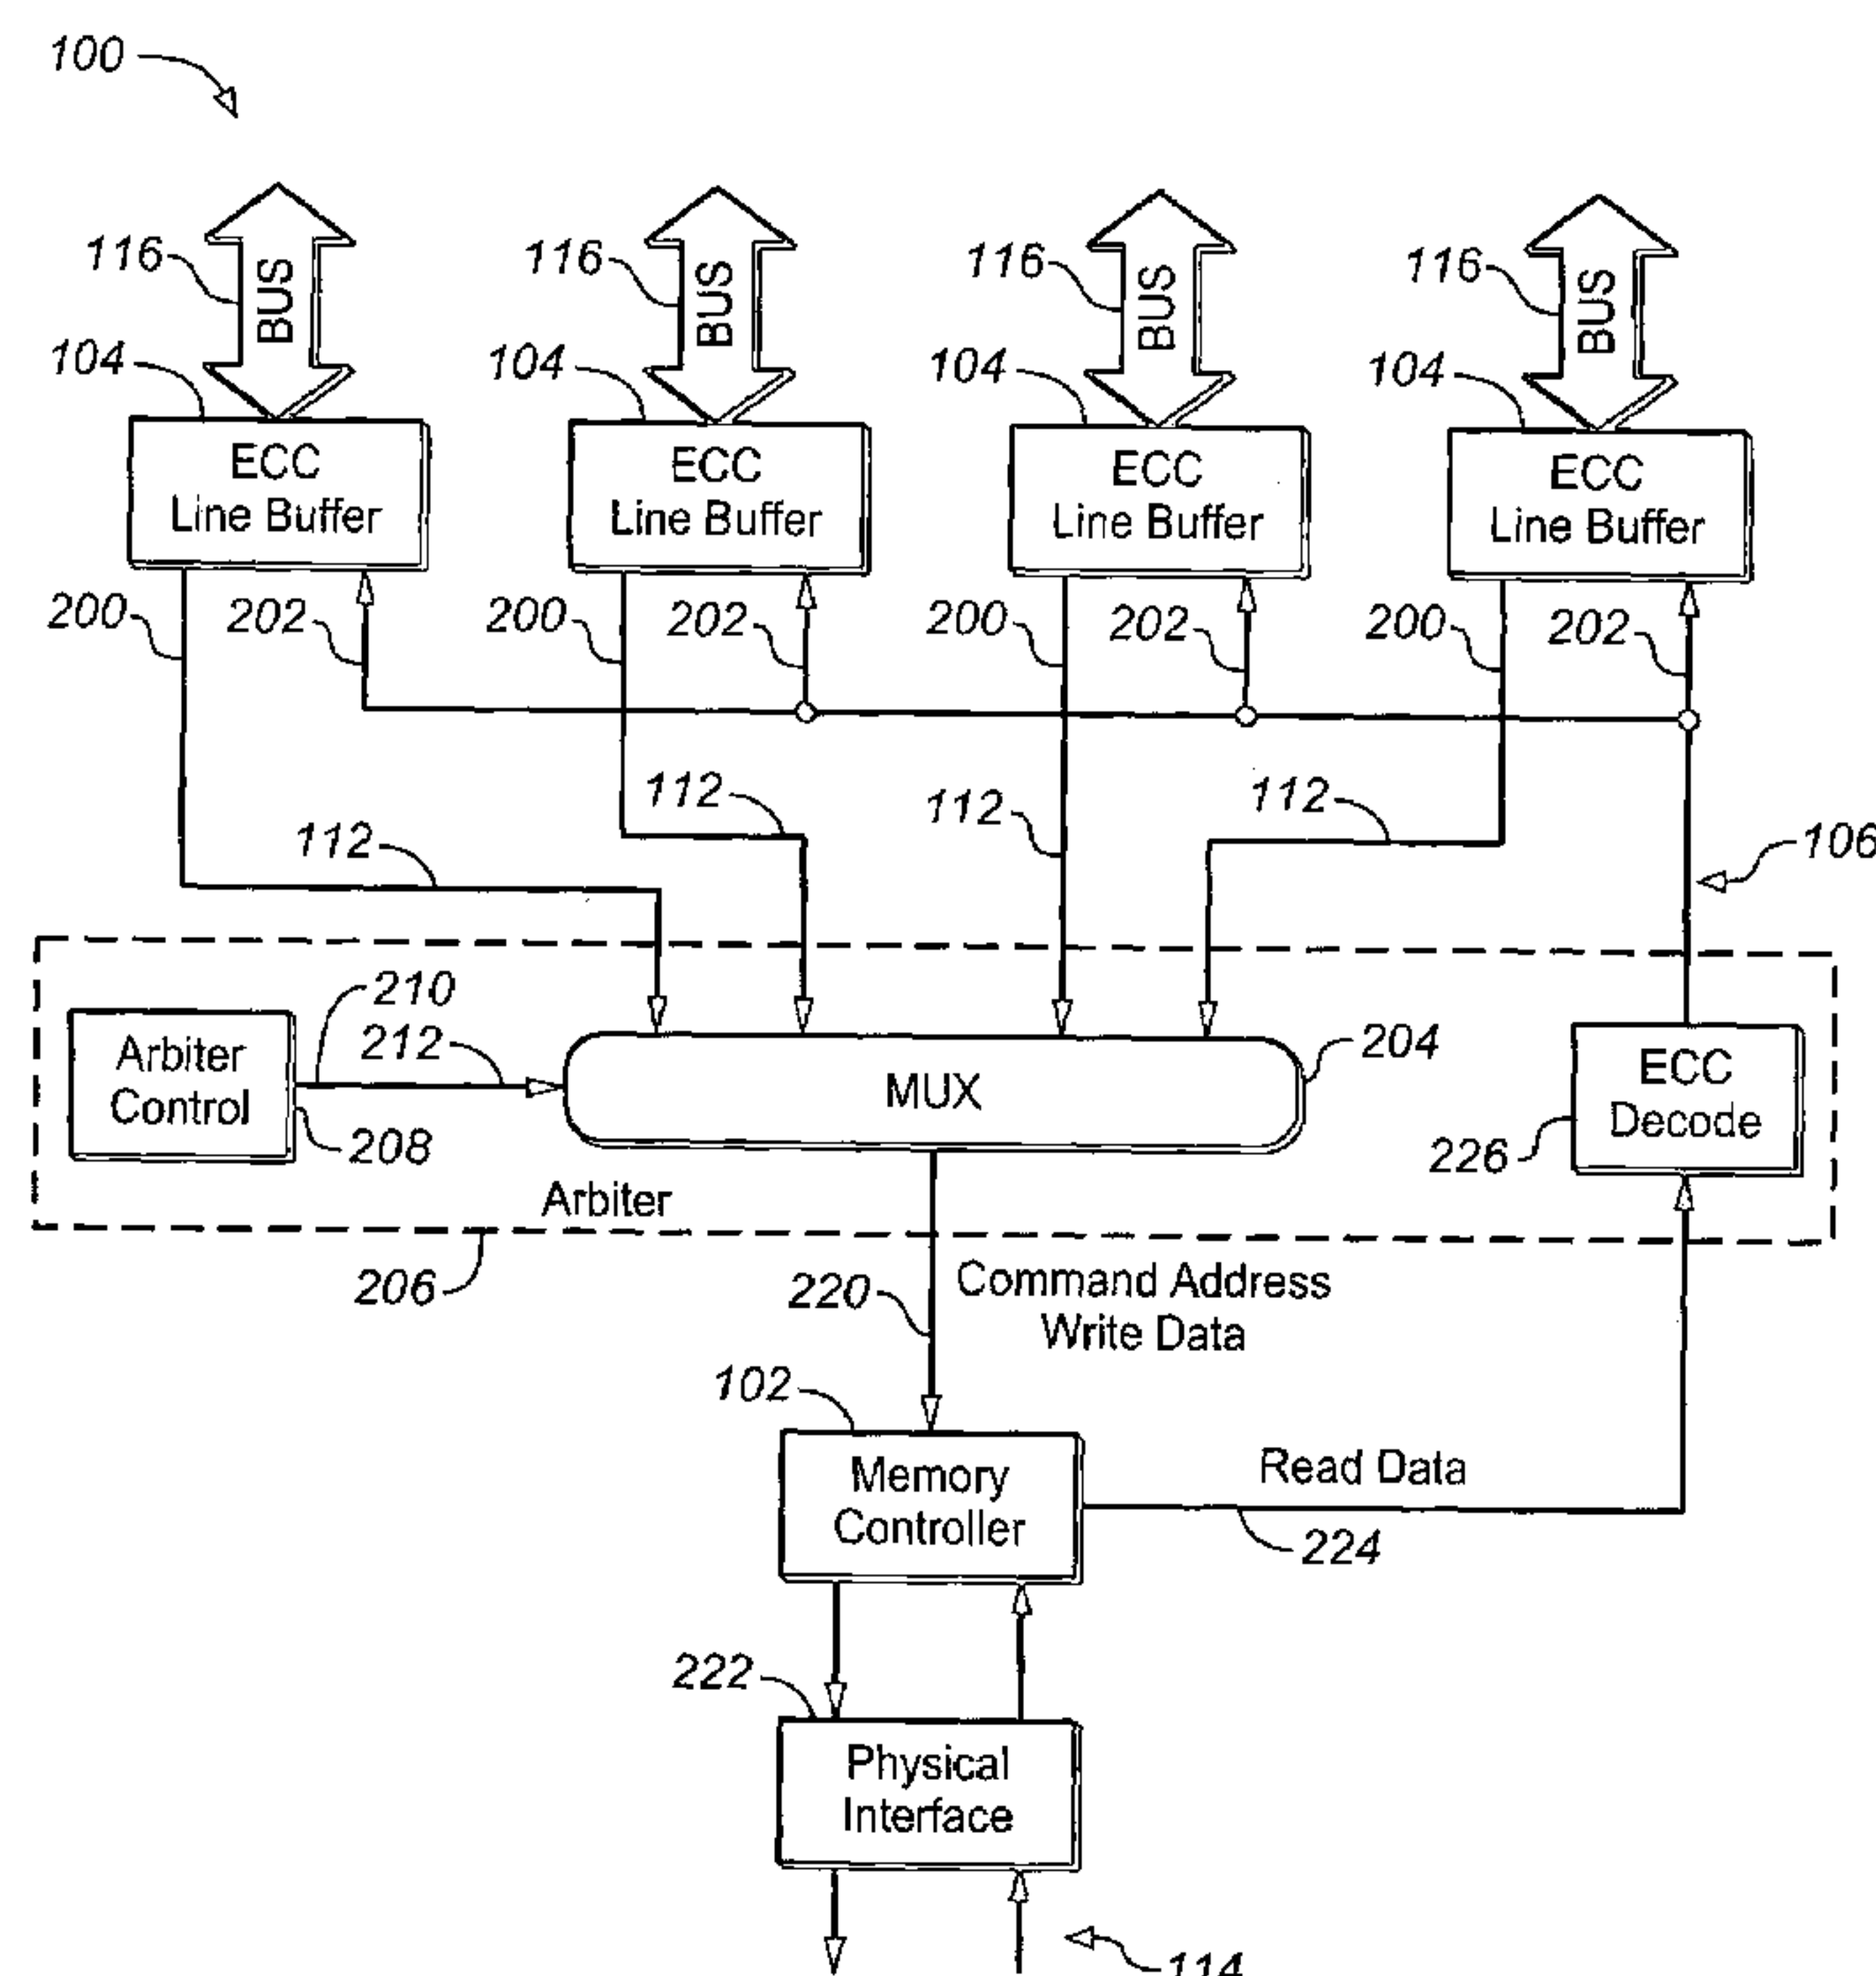 100
116
BUS
116
BUS
116
BUS
116
BUS
104
104
104
104
ECC
Line Buffer
ECC
Line Buffer
ECC
Line Buffer
ECC
Line Buffer
200
202
200
202
200
202
200
202
112
112
112
112
106
210
212
Arbiter
Control
208
MUX
204
ECC
Decode
226
Arbiter
206
220
Command Address
Write Data
102
Memory
Controller
Read Data
224
222
Physical
Interface
114